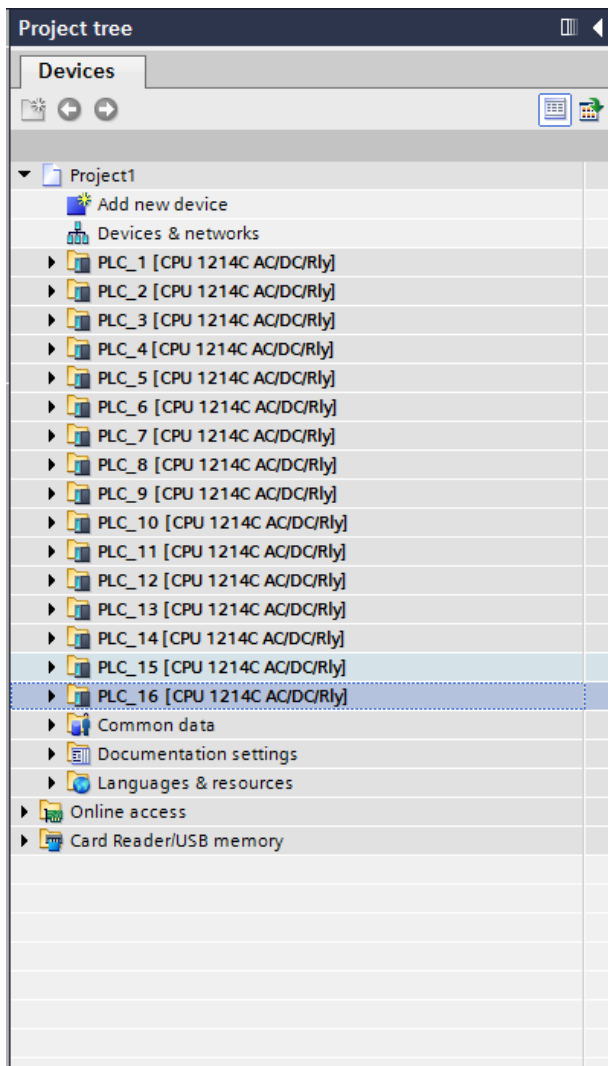 Project tree
Devices
Project1
Add new device
Devices & networks
PLC_1 [CPU 1214C AC/DC/Rly]
PLC_2 [CPU 1214C AC/DC/Rly]
PLC_3 [CPU 1214C AC/DC/Rly]
PLC_4 [CPU 1214C AC/DC/Rly]
PLC_5 [CPU 1214C AC/DC/Rly]
PLC_6 [CPU 1214C AC/DC/Rly]
PLC_7 [CPU 1214C AC/DC/Rly]
PLC_8 [CPU 1214C AC/DC/Rly]
PLC_9 [CPU 1214C AC/DC/Rly]
PLC_10 [CPU 1214C AC/DC/Rly]
PLC_11 [CPU 1214C AC/DC/Rly]
PLC_12 [CPU 1214C AC/DC/Rly]
PLC_13 [CPU 1214C AC/DC/Rly]
PLC_14 [CPU 1214C AC/DC/Rly]
PLC_15 [CPU 1214C AC/DC/Rly]
PLC_16 [CPU 1214C AC/DC/Rly]
Common data
Documentation settings
Languages & resources
Online access
Card Reader/USB memory